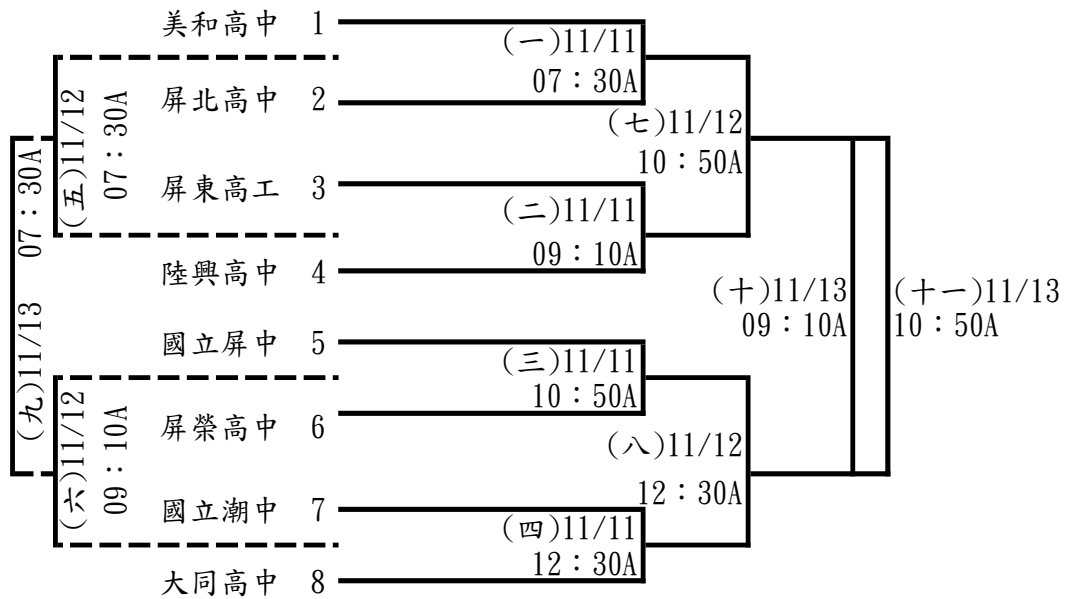 美和高中 1
(一)11/11
07：30A
屏北高中 2
(五)11/12
07：30A
(七)11/12
10：50A
屏東高工 3
(二)11/11
09：10A
陸興高中 4
(九)11/13 07：30A
(十)11/13
09：10A
(十一)11/13
10：50A
國立屏中 5
(三)11/11
10：50A
屏榮高中 6
(六)11/12
09：10A
(八)11/12
12：30A
國立潮中 7
(四)11/11
12：30A
大同高中 8